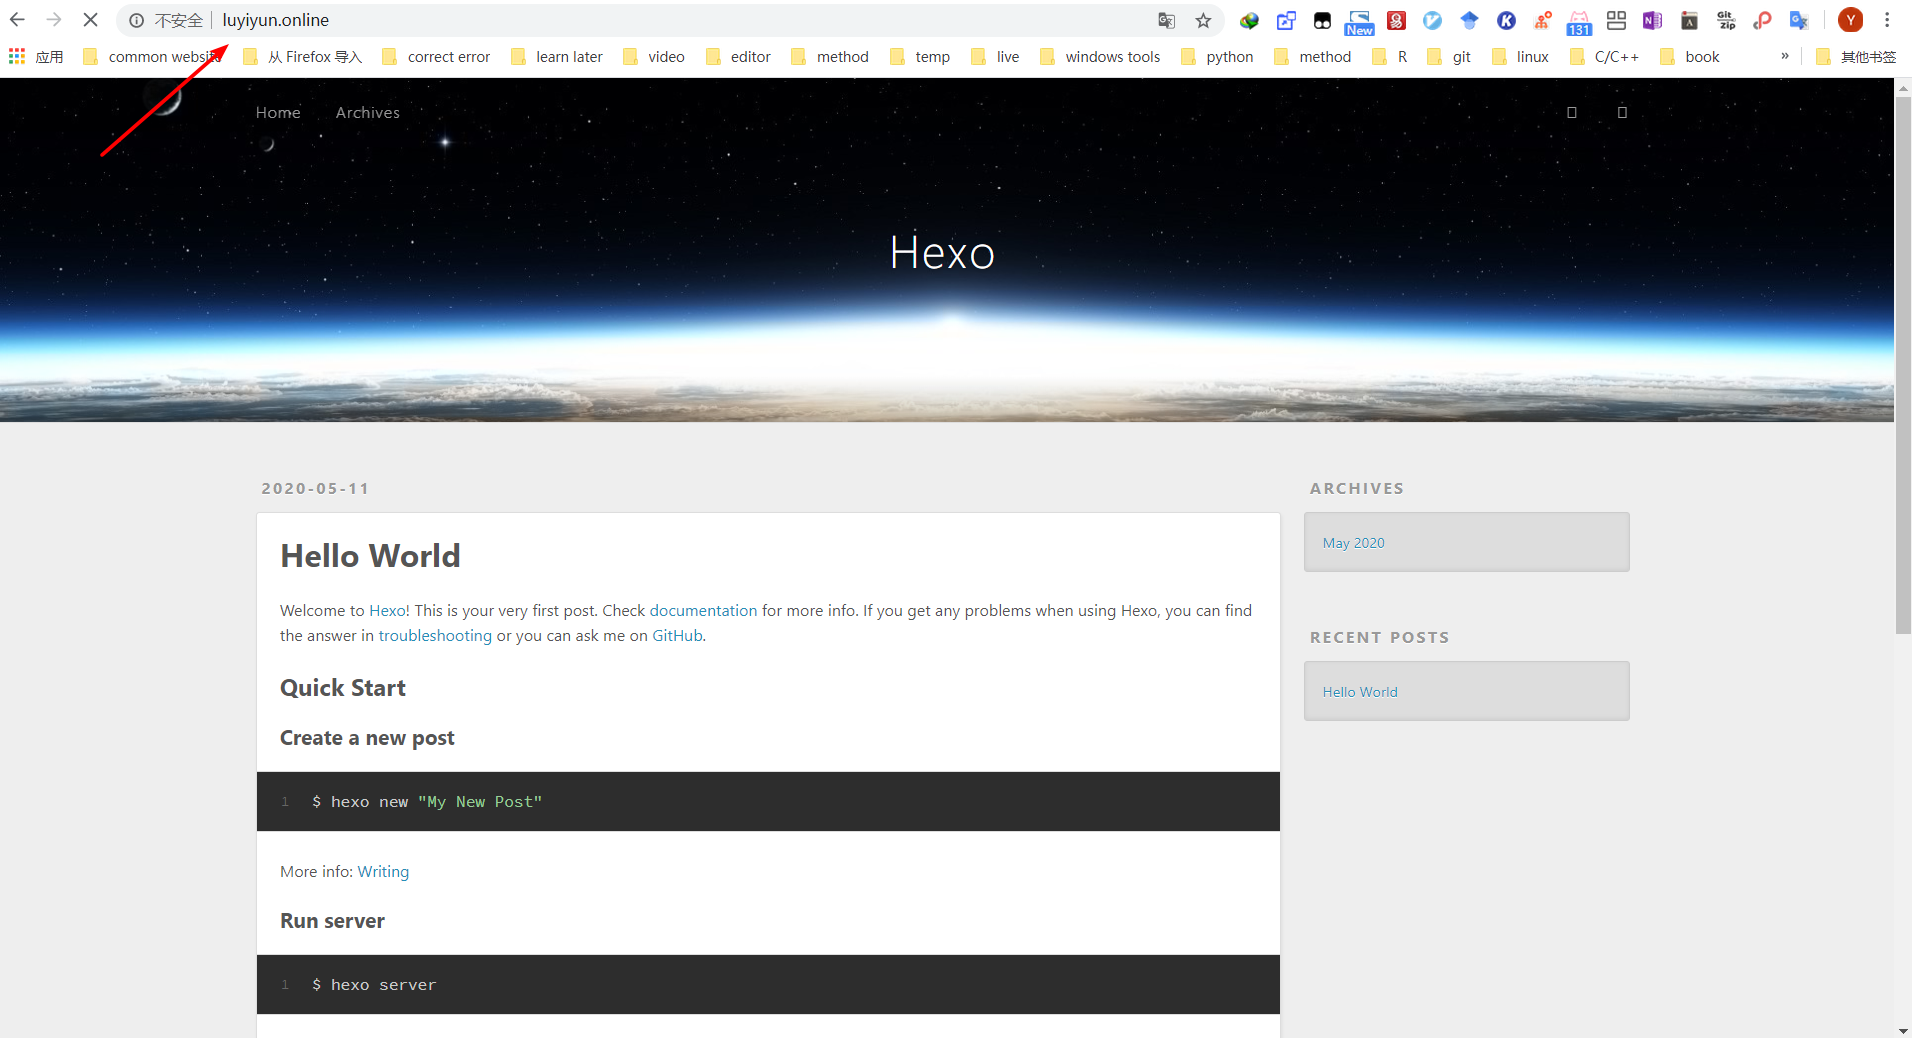 不安全 luyiyun.online
New
131
N
A
Git
zip
Y
应用 common website 从 Firefox 导入 correct error learn later video editor method temp live windows tools python method R git linux C/C++ book » 其他书签
Home Archives
Hexo
2020-05-11
Hello World
Welcome to Hexo! This is your very first post. Check documentation for more info. If you get any problems when using Hexo, you can find
the answer in troubleshooting or you can ask me on GitHub.
Quick Start
Create a new post
1 $ hexo new "My New Post"
More info: Writing
Run server
1 $ hexo server
ARCHIVES
May 2020
RECENT POSTS
Hello World